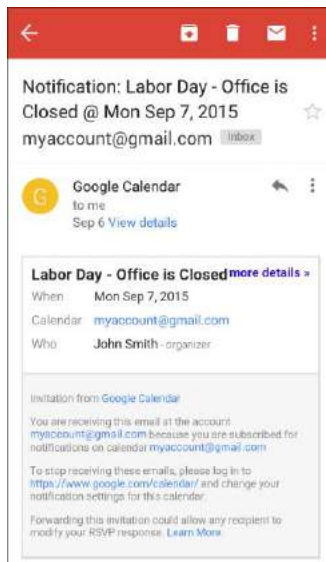 Notification: Labor Day - Office is
Closed @ Mon Sep 7, 2015
myaccount@gmail.com Inbox
G
Google Calendar
to me
Sep 6 View details
Labor Day - Office is Closed more details »
When Mon Sep 7, 2015
Calendar myaccount@gmail.com
Who John Smith - organizer
Invitation from Google Calendar
You are receiving this email at the account
myaccount@gmail.com because you are subscribed for
notifications on calendar myaccount@gmail.com
To stop receiving these emails, please log in to
https://www.google.com/calendar/ and change your
notification settings for this calendar.
Forwarding this invitation could allow any recipient to
modify your RSVP response. Learn More